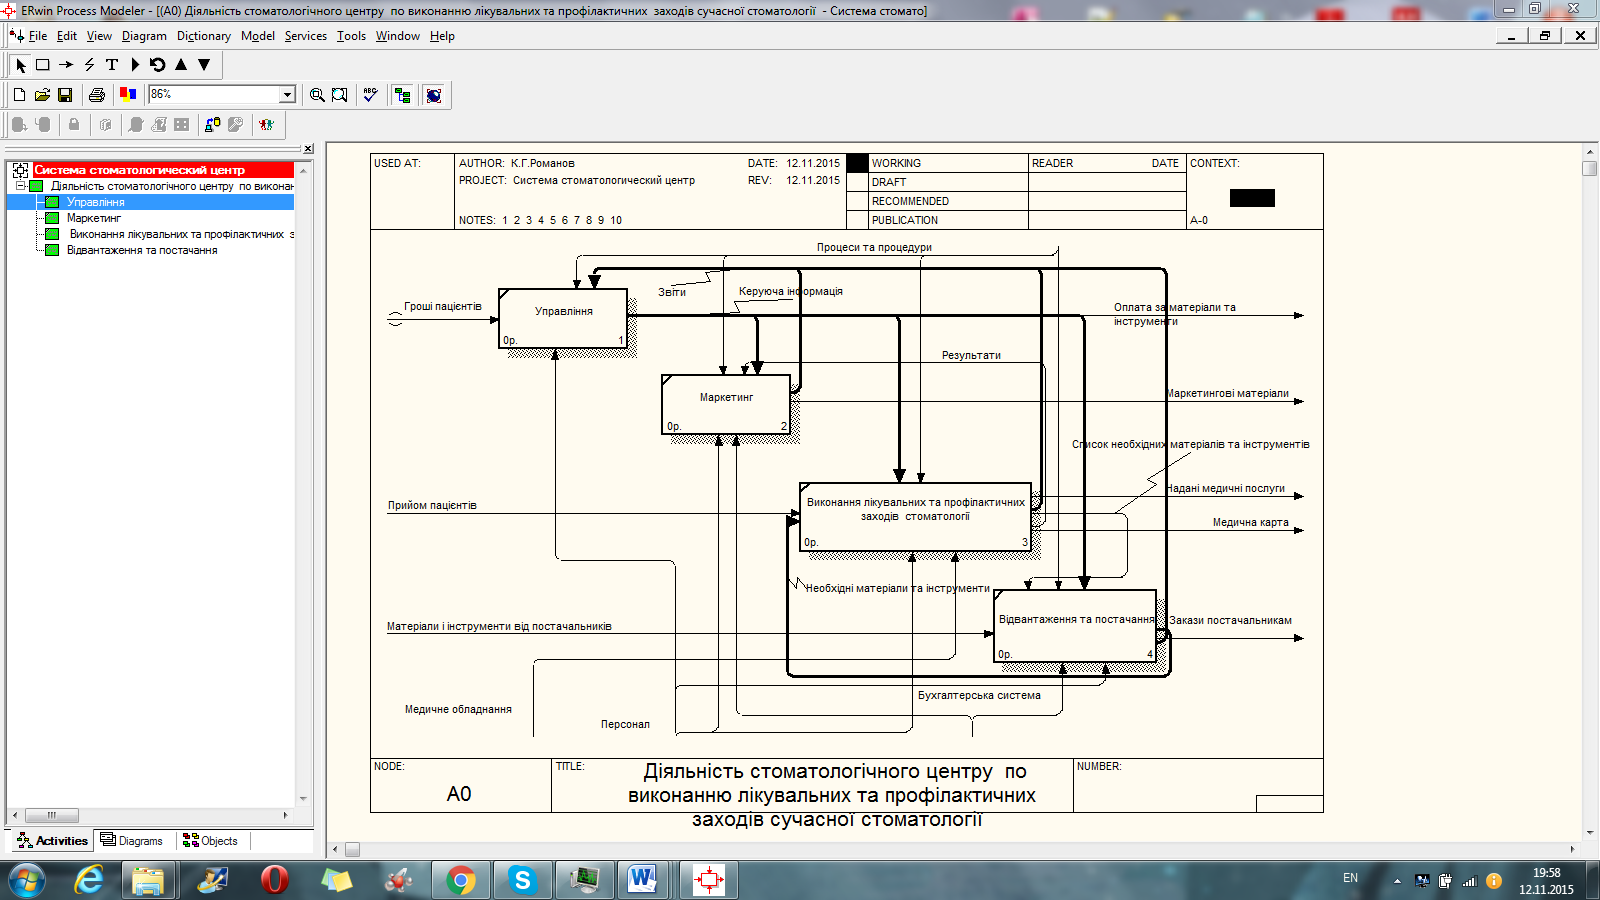 ERwin Process Modeler - [(A0) Діяльність стоматологічного центру  по виконанню лікувальних та профілактичних  заходів сучасної стоматології  - Система стомато]
File Edit View Diagram Dictionary Model Services Tools Window Help
86%
ABC
Система стоматологический центр
Діяльність стоматологічного центру  по виконан
Управління
Маркетинг
Виконання лікувальних та профілактичних  з
Відвантаження та постачання
Activities Diagrams Objects
USED AT:
AUTHOR:  К.Г.Романов
DATE: 12.11.2015
PROJECT:  Система стоматологический центр
REV: 12.11.2015
NOTES:  1  2  3  4  5  6  7  8  9  10
WORKING
DRAFT
RECOMMENDED
PUBLICATION
READER DATE
CONTEXT:
A-0
Процеси та процедури
Звіти
Керуюча інформація
Гроші пацієнтів
Управління
0р. 1
Оплата за матеріали та
інструменти
Результати
Маркетинг
0р. 2
Маркетингові матеріали
Список необхідних матеріалів та інструментів
Надані медичні послуги
Прийом пацієнтів
Виконання лікувальних та профілактичних
заходів  стоматології
0р. 3
Медична карта
Необхідні матеріали та інструменти
Матеріали і інструменти від постачальників
Відвантаження та постачання
0р. 4
Закази постачальникам
Бухгалтерська система
Медичне обладнання
Персонал
NODE:
A0
TITLE:
Діяльність стоматологічного центру  по
виконанню лікувальних та профілактичних
заходів сучасної стоматології
NUMBER:
EN
19:58
12.11.2015